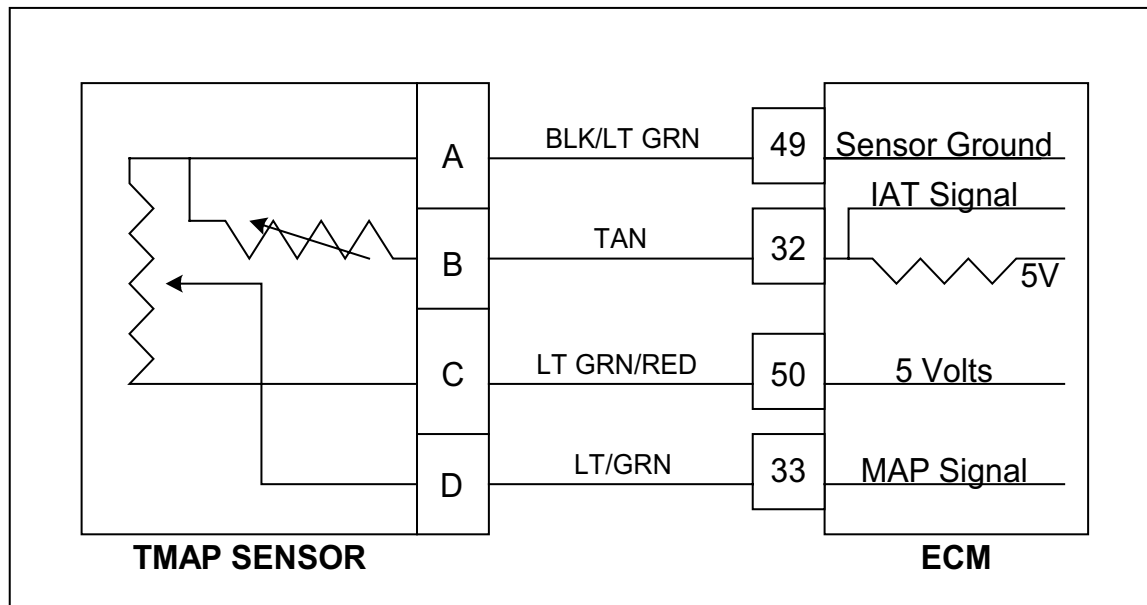 A BLK/LT GRN 49 Sensor Ground
IAT Signal
B TAN 32
5V
C LT GRN/RED 50 5 Volts
D LT/GRN 33 MAP Signal
TMAP SENSOR ECM